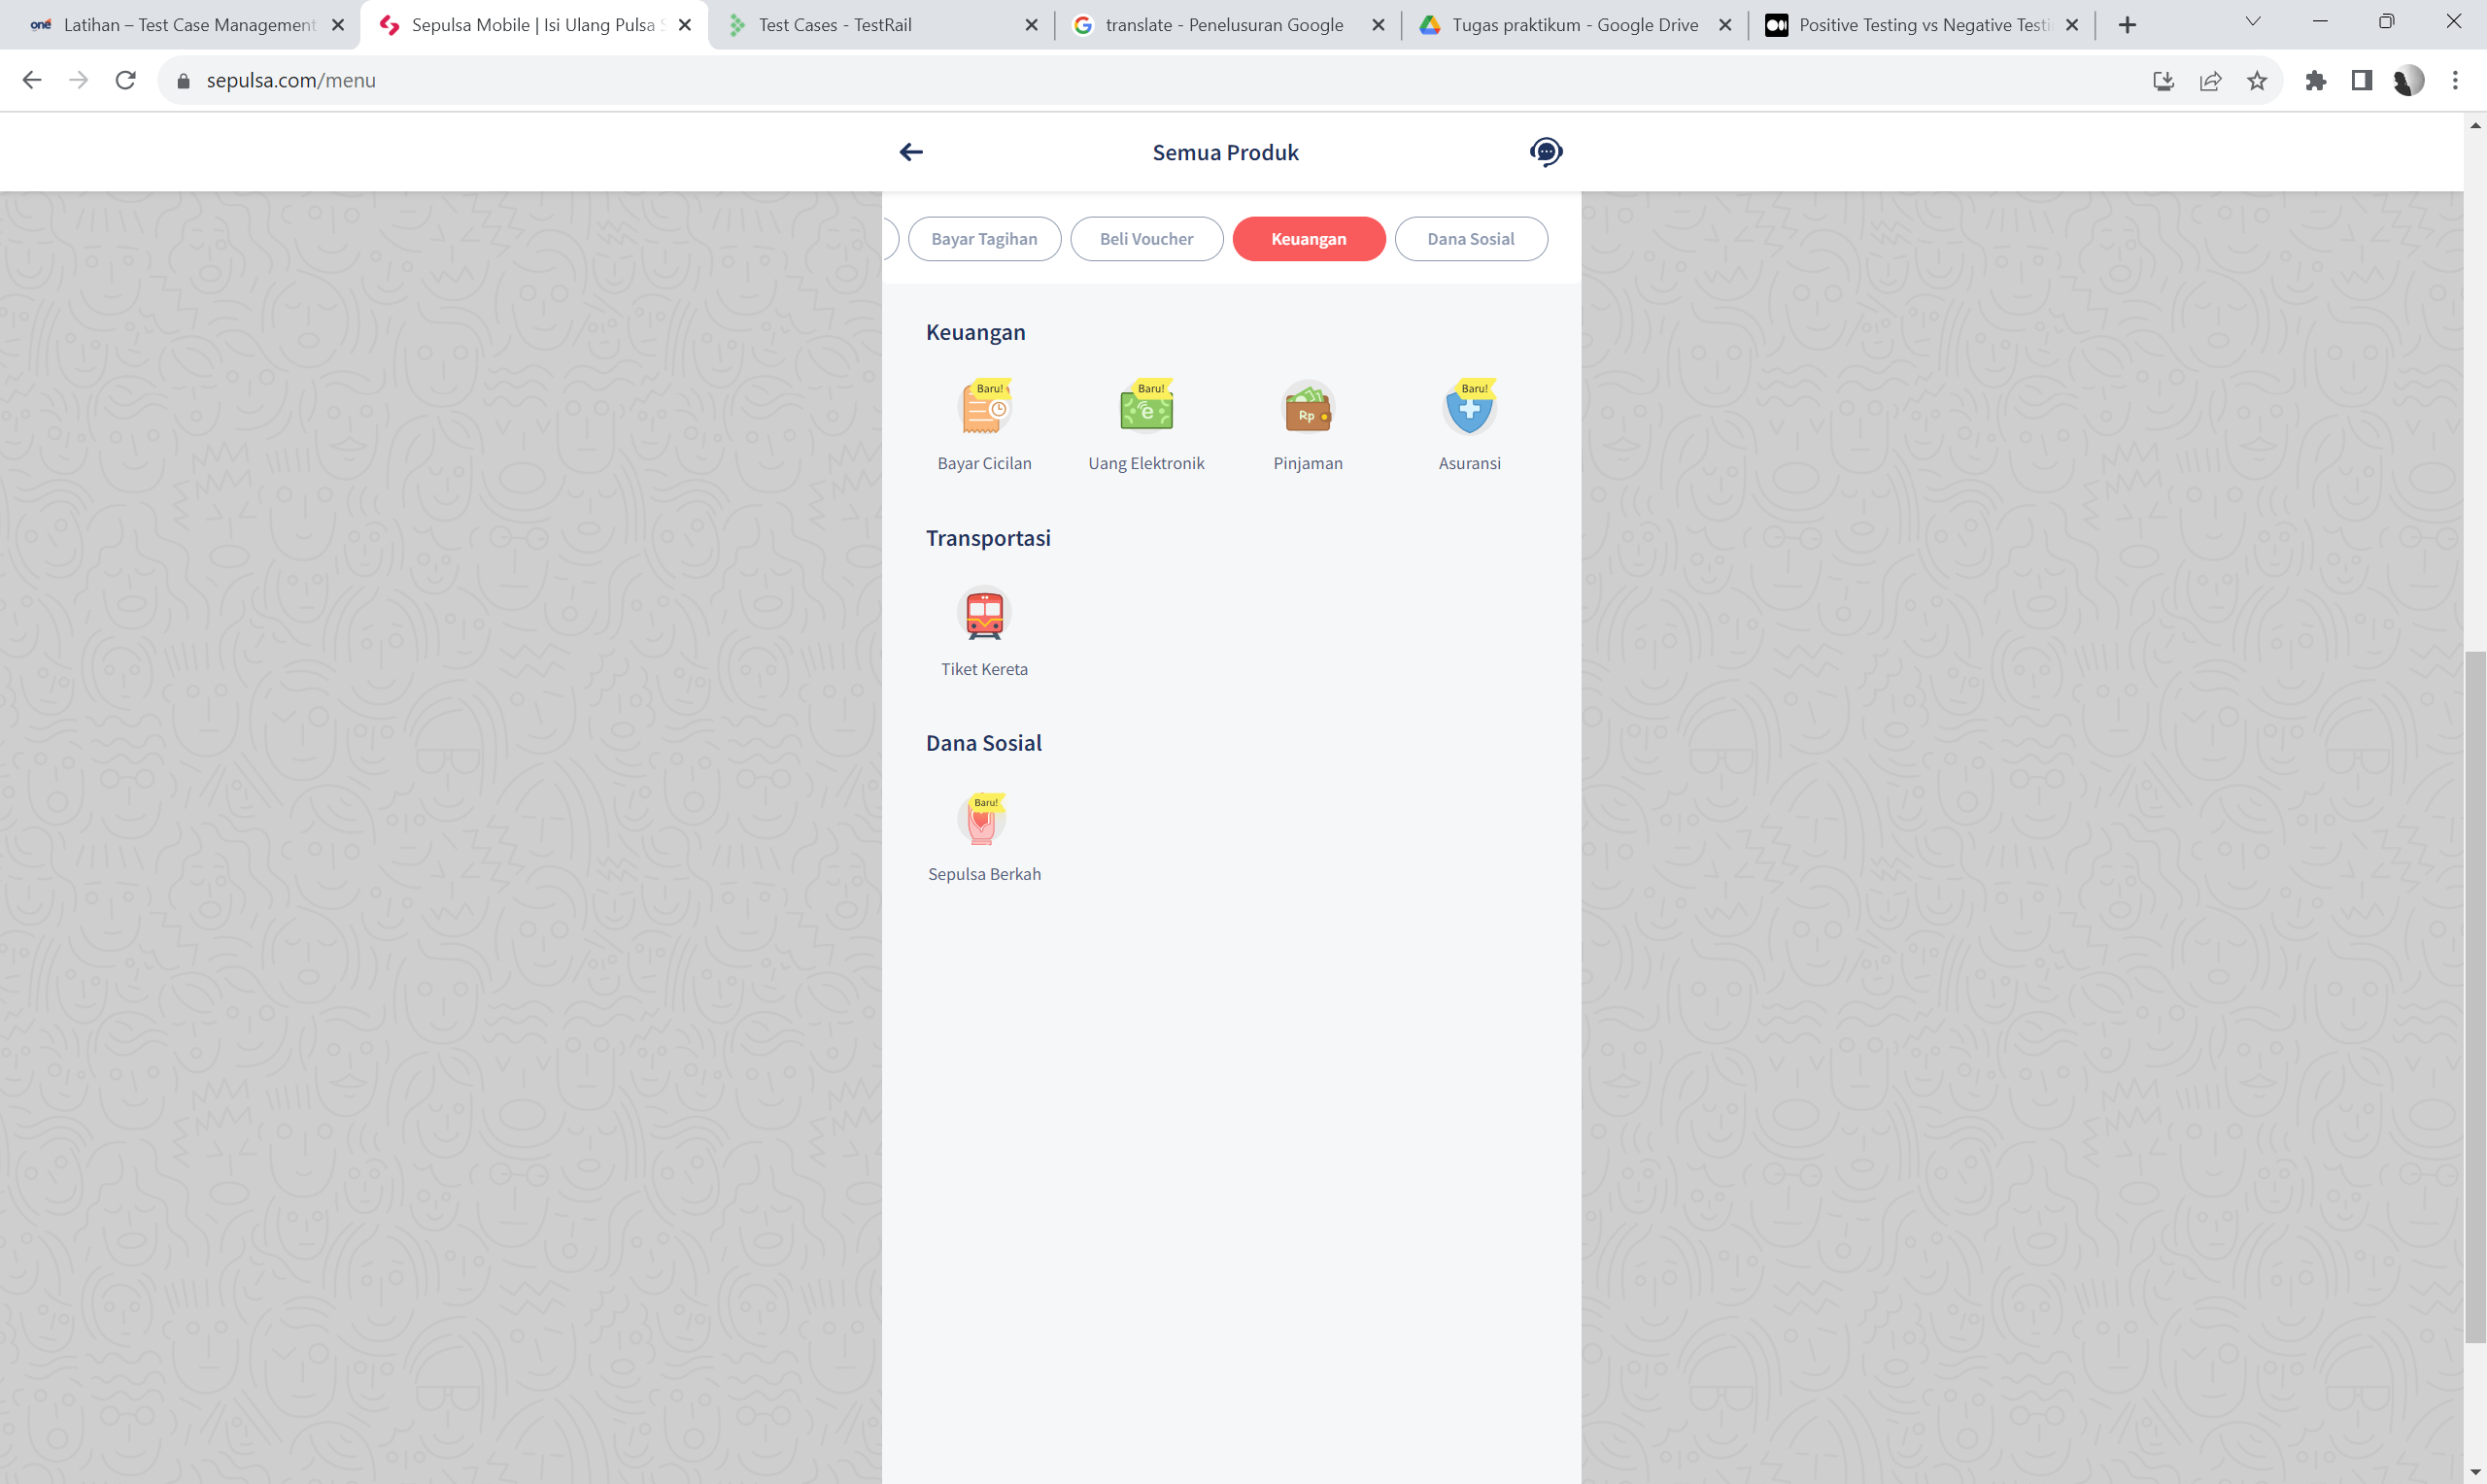 oné Latihan – Test Case Management
Sepulsa Mobile | Isi Ulang Pulsa S
Test Cases - TestRail
translate - Penelusuran Google
Tugas praktikum - Google Drive
Positive Testing vs Negative Testi
sepulsa.com/menu
Semua Produk
Bayar Tagihan Beli Voucher Keuangan Dana Sosial
Keuangan
Baru! Baru! Rp Baru!
Bayar Cicilan Uang Elektronik Pinjaman Asuransi
Transportasi
Tiket Kereta
Dana Sosial
Baru!
Sepulsa Berkah